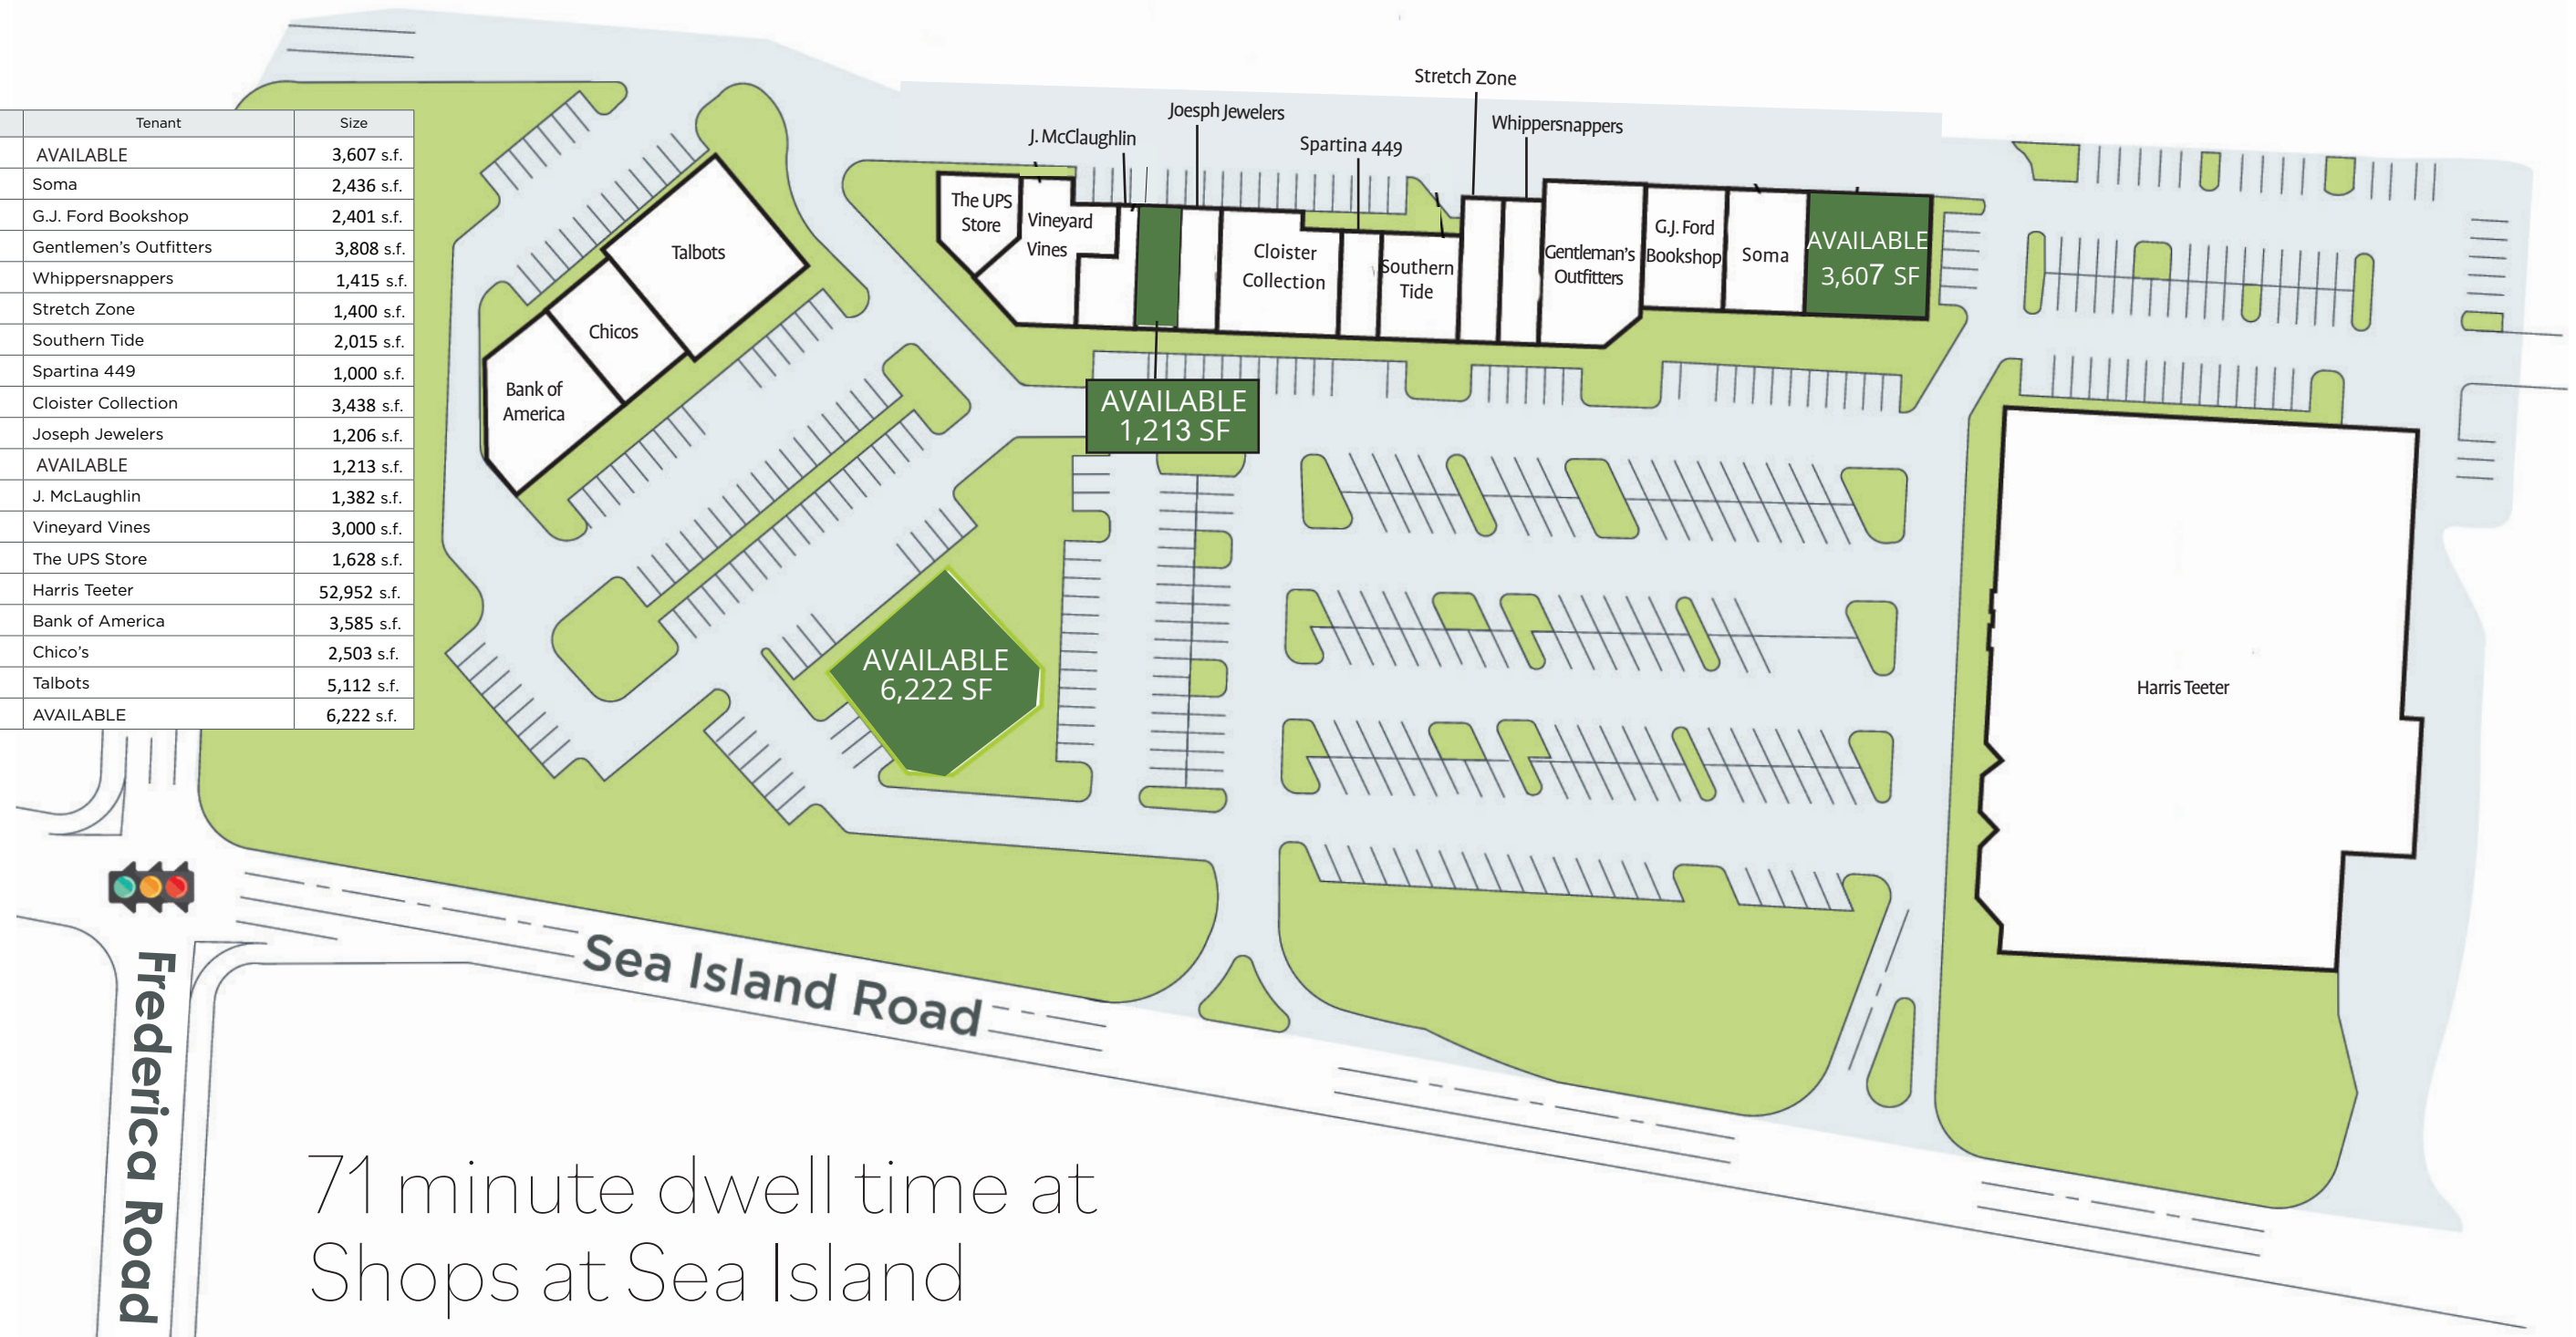 Tenant Size
AVAILABLE 3,607 s.f.
Soma 2,436 s.f.
G.J. Ford Bookshop 2,401 s.f.
Gentlemen's Outfitters 3,808 s.f.
Whippersnappers 1,415 s.f.
Stretch Zone 1,400 s.f.
Southern Tide 2,015 s.f.
Spartina 449 1,000 s.f.
Cloister Collection 3,438 s.f.
Joseph Jewelers 1,206 s.f.
AVAILABLE 1,213 s.f.
J. McLaughlin 1,382 s.f.
Vineyard Vines 3,000 s.f.
The UPS Store 1,628 s.f.
Harris Teeter 52,952 s.f.
Bank of America 3,585 s.f.
Chico's 2,503 s.f.
Talbots 5,112 s.f.
AVAILABLE 6,222 s.f.
Talbots
Chicos
Bank of
America
The UPS
Store
Vineyard
Vines
J. McClaughlin
Joesph Jewelers
Cloister
Collection
Spartina 449
Southern
Tide
Stretch Zone
Whippersnappers
Gentleman's
Outfitters
G.J. Ford
Bookshop
Soma
AVAILABLE
3,607 SF
AVAILABLE
1,213 SF
AVAILABLE
6,222 SF
Harris Teeter
Sea Island Road
Frederica Road
71 minute dwell time at
Shops at Sea Island